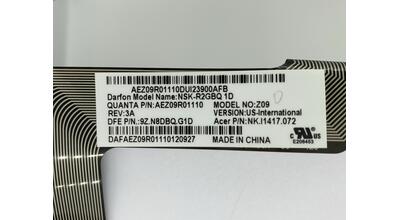 AEZ09R01110DUI23900AFB
Darfon Model Name:NSK-R2GBQ 1D
QUANTA P/N:AEZ09R01110 MODEL NO:Z09
REV:3A VERSION:US-International
DFE P/N.:9Z.N8DBQ.G1D Acer P/N:NK.I1417.072
DAFAEZ09R01110120927 MADE IN CHINA
E208453